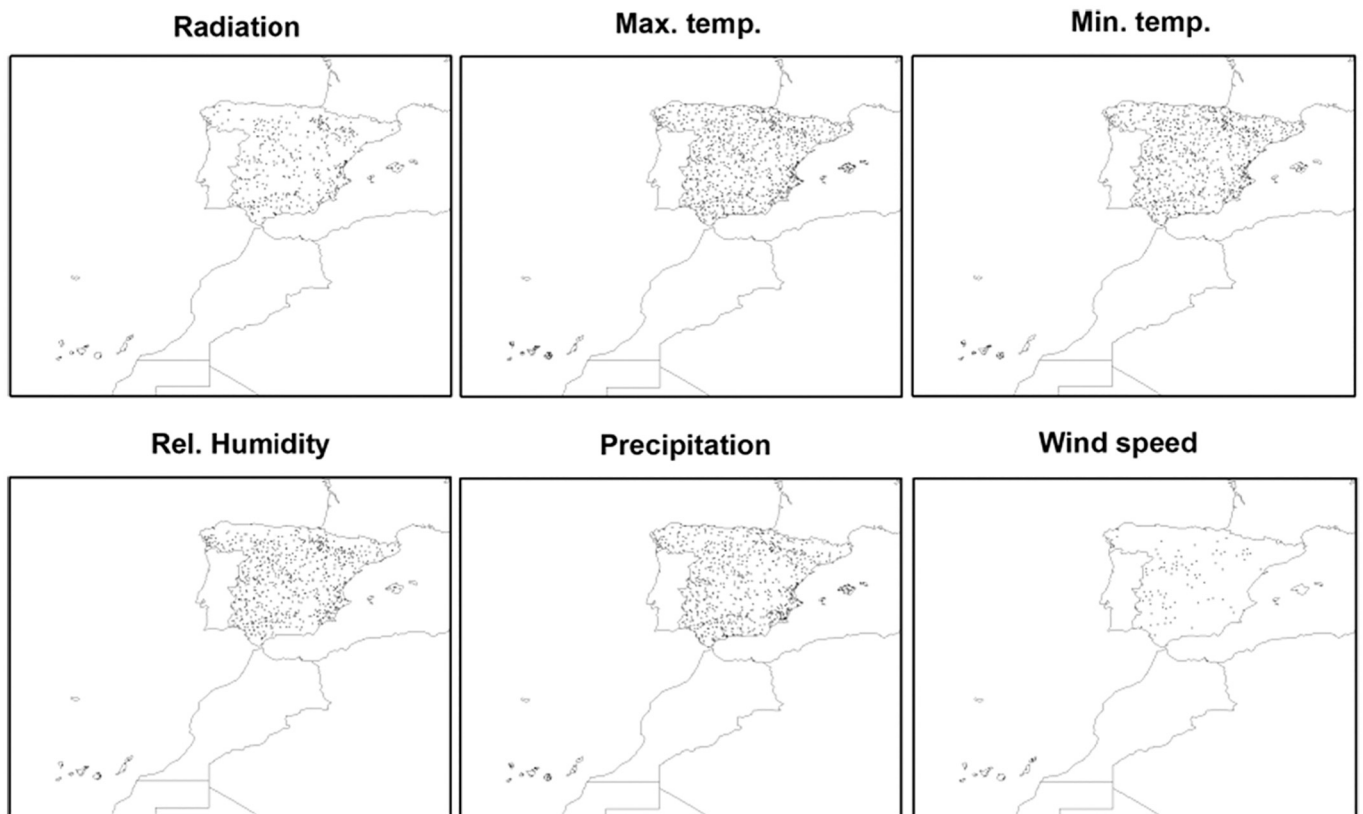 Radiation
Max. temp.
Min. temp.
Rel. Humidity
Precipitation
Wind speed